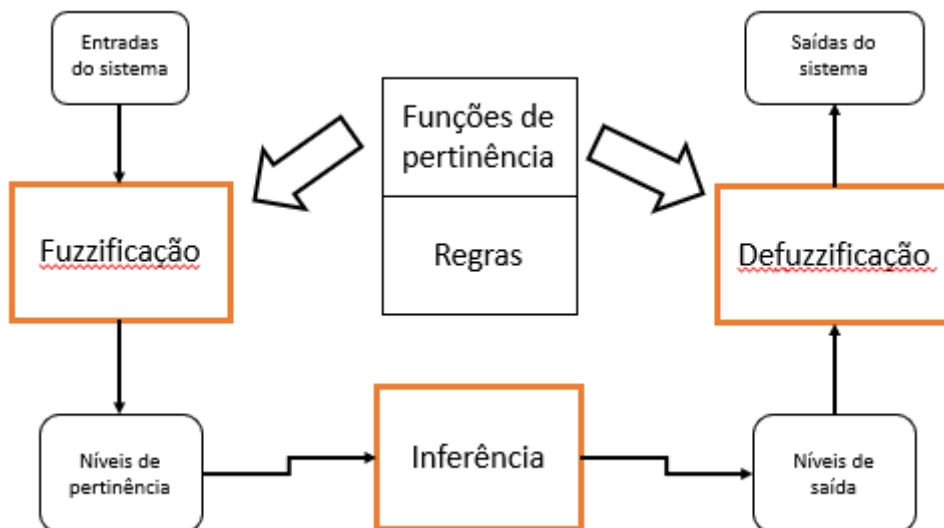 Entradas
do sistema
Saídas do
sistema
Funções de
pertinência
Fuzzificação
Regras
Defuzzificação
Níveis de
pertinência
Inferência
Níveis de
saída